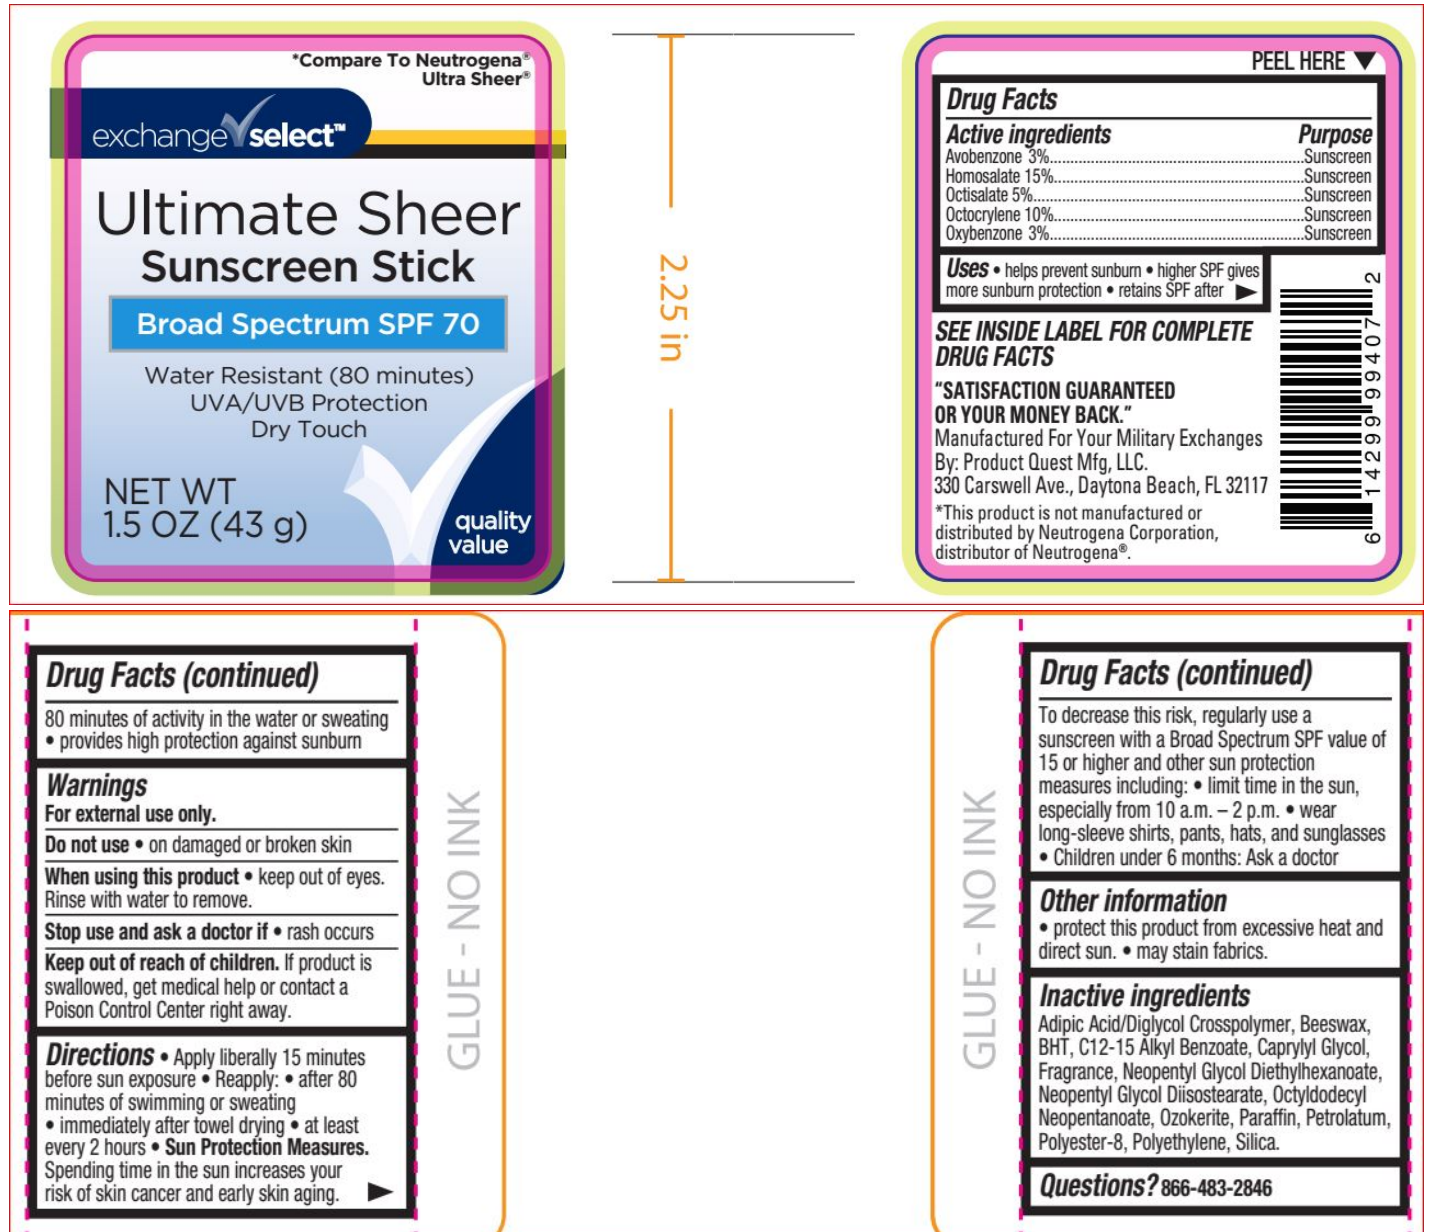 *Compare To Neutrogena®
Ultra Sheer®
exchange select™
Ultimate Sheer
Sunscreen Stick
Broad Spectrum SPF 70
Water Resistant (80 minutes)
UVA/UVB Protection
Dry Touch
NET WT
1.5 OZ (43 g)
quality
value
2.25 in
PEEL HERE ▼
Drug Facts
Active ingredients Purpose
Avobenzone 3%..........Sunscreen
Homosalate 15%..........Sunscreen
Octisalate 5%..........Sunscreen
Octocrylene 10%..........Sunscreen
Oxybenzone 3%..........Sunscreen
Uses • helps prevent sunburn • higher SPF gives
more sunburn protection • retains SPF after ►
SEE INSIDE LABEL FOR COMPLETE
DRUG FACTS
“SATISFACTION GUARANTEED
OR YOUR MONEY BACK.”
Manufactured For Your Military Exchanges
By: Product Quest Mfg, LLC.
330 Carswell Ave., Daytona Beach, FL 32117
*This product is not manufactured or
distributed by Neutrogena Corporation,
distributor of Neutrogena®.
6 14299 99407 2
Drug Facts (continued)
80 minutes of activity in the water or sweating
• provides high protection against sunburn
Warnings
For external use only.
Do not use • on damaged or broken skin
When using this product • keep out of eyes.
Rinse with water to remove.
Stop use and ask a doctor if • rash occurs
Keep out of reach of children. If product is
swallowed, get medical help or contact a
Poison Control Center right away.
Directions • Apply liberally 15 minutes
before sun exposure • Reapply: • after 80
minutes of swimming or sweating
• immediately after towel drying • at least
every 2 hours • Sun Protection Measures.
Spending time in the sun increases your
risk of skin cancer and early skin aging. ►
GLUE - NO INK
GLUE - NO INK
Drug Facts (continued)
To decrease this risk, regularly use a
sunscreen with a Broad Spectrum SPF value of
15 or higher and other sun protection
measures including: • limit time in the sun,
especially from 10 a.m. – 2 p.m. • wear
long-sleeve shirts, pants, hats, and sunglasses
• Children under 6 months: Ask a doctor
Other information
• protect this product from excessive heat and
direct sun. • may stain fabrics.
Inactive ingredients
Adipic Acid/Diglycol Crosspolymer, Beeswax,
BHT, C12-15 Alkyl Benzoate, Caprylyl Glycol,
Fragrance, Neopentyl Glycol Diethylhexanoate,
Neopentyl Glycol Diisostearate, Octyldodecyl
Neopentanoate, Ozokerite, Paraffin, Petrolatum,
Polyester-8, Polyethylene, Silica.
Questions? 866-483-2846